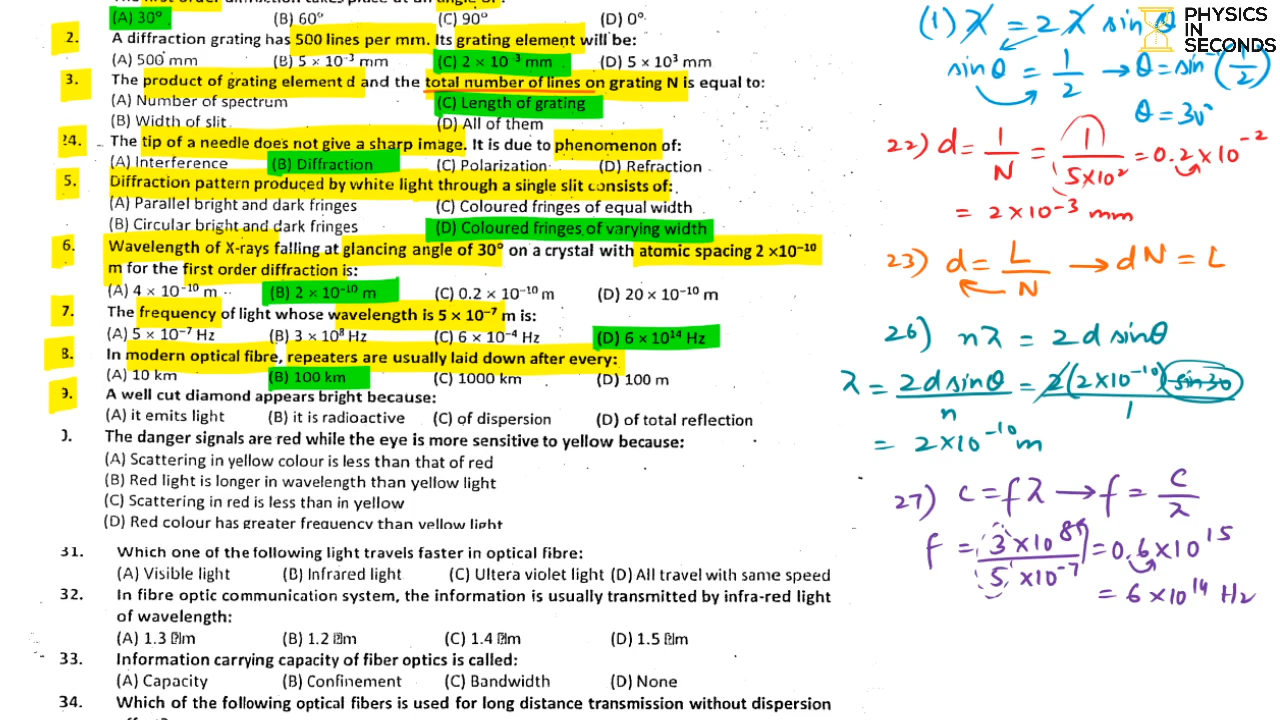 The first order diffraction takes place at an angle of:
(A) 30° (B) 60° (C) 90° (D) 0°
2. A diffraction grating has 500 lines per mm. Its grating element will be:
(A) 500 mm (B) 5 × 10⁻³ mm (C) 2 × 10⁻³ mm (D) 5 x 10³ mm
3. The product of grating element d and the total number of lines on grating N is equal to:
(A) Number of spectrum (C) Length of grating
(B) Width of slit (D) All of them
24. The tip of a needle does not give a sharp image. It is due to phenomenon of:
(A) Interference (B) Diffraction (C) Polarization (D) Refraction
5. Diffraction pattern produced by white light through a single slit consists of:
(A) Parallel bright and dark fringes (C) Coloured fringes of equal width
(B) Circular bright and dark fringes (D) Coloured fringes of varying width
6. Wavelength of X-rays falling at glancing angle of 30° on a crystal with atomic spacing 2 ×10⁻¹⁰
m for the first order diffraction is:
(A) 4 × 10⁻¹⁰ m (B) 2 × 10⁻¹⁰ m (C) 0.2 × 10⁻¹⁰ m (D) 20 × 10⁻¹⁰ m
7. The frequency of light whose wavelength is 5 × 10⁻⁷ m is:
(A) 5 × 10⁻⁷ Hz (B) 3 × 10⁸ Hz (C) 6 × 10⁻⁴ Hz (D) 6 x 10¹⁴ Hz
8. In modern optical fibre, repeaters are usually laid down after every:
(A) 10 km (B) 100 km (C) 1000 km (D) 100 m
9. A well cut diamond appears bright because:
(A) it emits light (B) it is radioactive (C) of dispersion (D) of total reflection
0. The danger signals are red while the eye is more sensitive to yellow because:
(A) Scattering in yellow colour is less than that of red
(B) Red light is longer in wavelength than yellow light
(C) Scattering in red is less than in yellow
(D) Red colour has greater frequency than yellow light
31. Which one of the following light travels faster in optical fibre:
(A) Visible light (B) Infrared light (C) Ultera violet light (D) All travel with same speed
32. In fibre optic communication system, the information is usually transmitted by infra-red light
of wavelength:
(A) 1.3 m (B) 1.2 m (C) 1.4 m (D) 1.5 m
33. Information carrying capacity of fiber optics is called:
(A) Capacity (B) Confinement (C) Bandwidth (D) None
34. Which of the following optical fibers is used for long distance transmission without dispersion
PHYSICS
IN
SECONDS
(1) λ = 2λ sinθ
sinθ = 1/2 → θ = sin⁻¹(1/2)
θ = 30°
22) d = 1/N = 1/5×10² = 0.2×10⁻²
= 2×10⁻³ mm
23) d = L/N → dN = L
26) nλ = 2d sinθ
λ = 2d sinθ/n = 2(2×10⁻¹⁰) sin30/1
= 2×10⁻¹⁰ m
27) c = fλ → f = c/λ
f = 3×10⁸/5×10⁻⁷ = 0.6×10¹⁵
= 6×10¹⁴ Hz